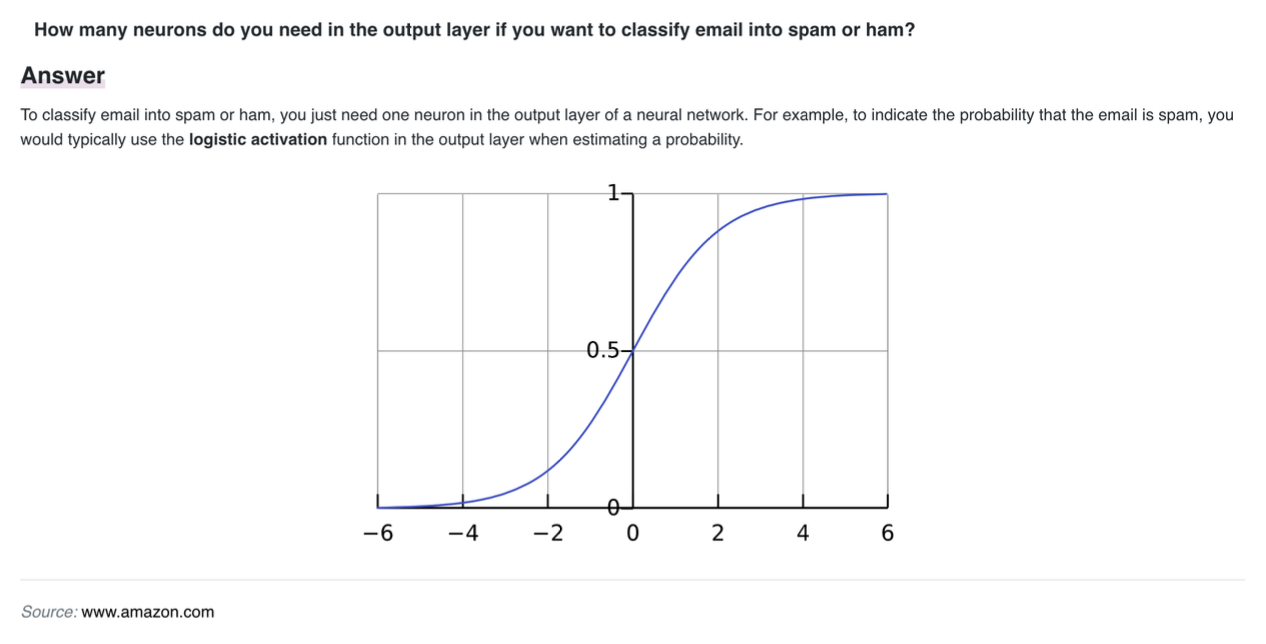 How many neurons do you need in the output layer if you want to classify email into spam or ham?
Answer
To classify email into spam or ham, you just need one neuron in the output layer of a neural network. For example, to indicate the probability that the email is spam, you
would typically use the logistic activation function in the output layer when estimating a probability.
1
0.5
0
−6 −4 −2 0 2 4 6
Source: www.amazon.com